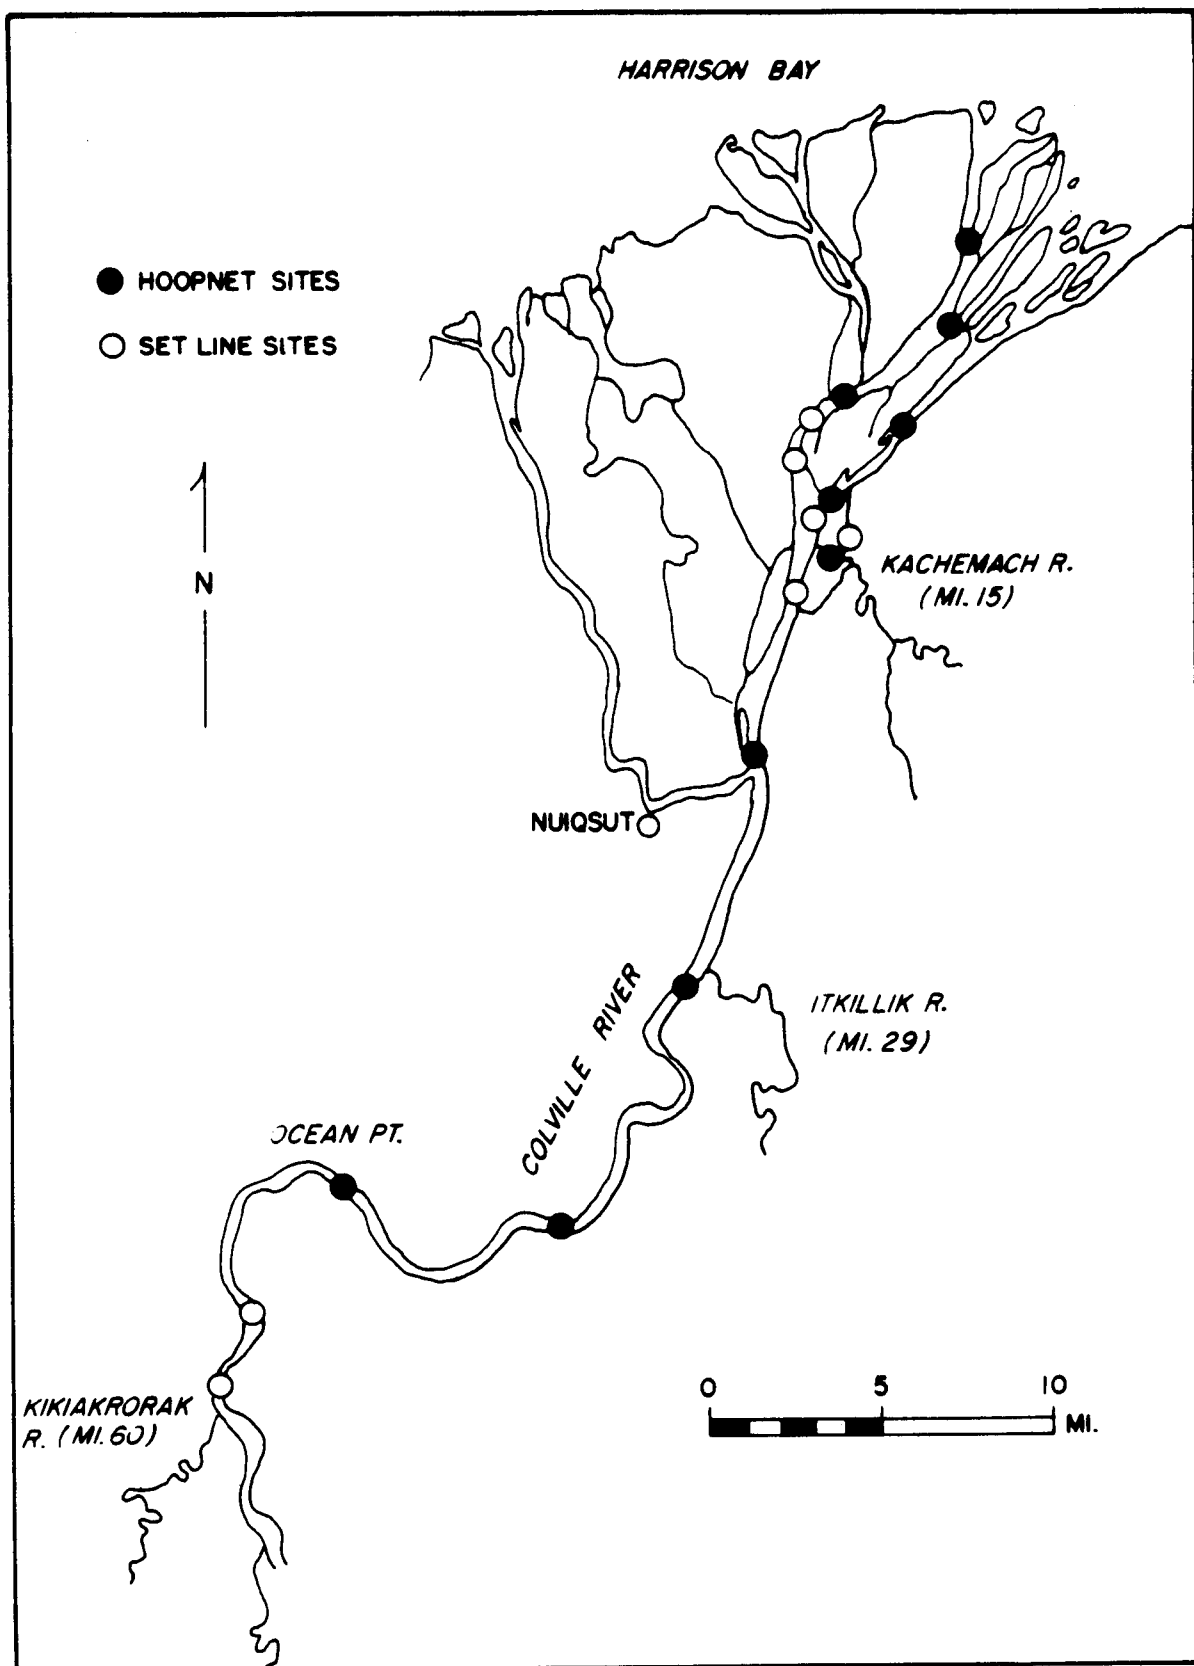 HARRISON BAY
HOOPNET SITES
SET LINE SITES
N
KACHEMACH R.
(MI. 15)
NUIQSUT
ITKILLIK R.
(MI. 29)
COLVILLE RIVER
OCEAN PT.
KIKIAKRORAK
R. (MI. 60)
0 5 10
MI.